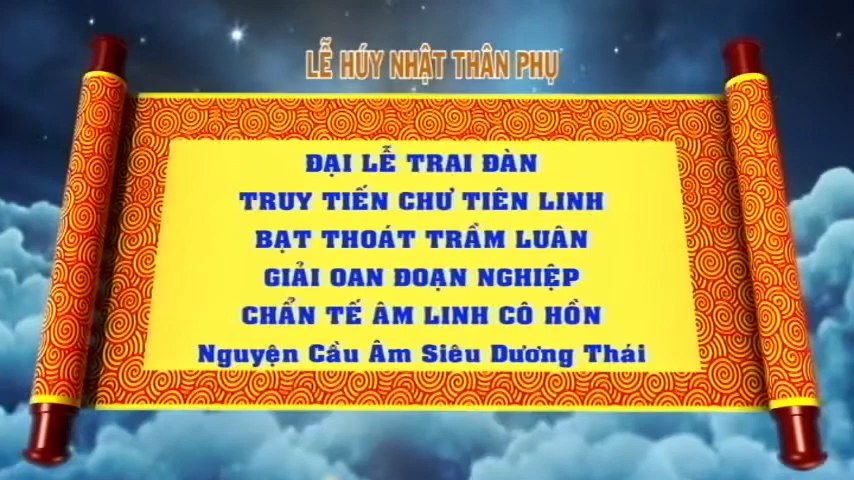 LỄ HÚY NHẬT THÂN PHỤ
ĐẠI LỄ TRAI ĐÀN
TRUY TIẾN CHƯ TIÊN LINH
BẠT THOÁT TRẦM LUÂN
GIẢI OAN ĐOẠN NGHIỆP
CHẨN TẾ ÂM LINH CÔ HỒN
Nguyện Cầu Âm Siêu Dương Thái